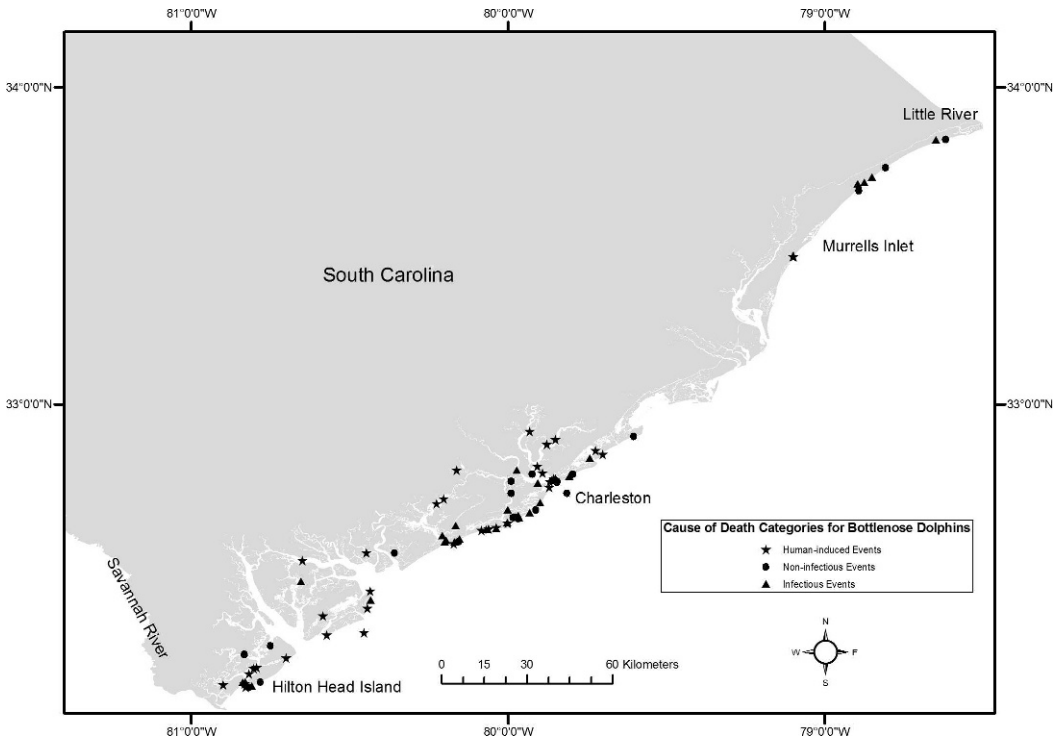 81°0'0"W 80°0'0"W 79°0'0"W
34°0'0"N 34°0'0"N
Little River
Murrells Inlet
South Carolina
33°0'0"N 33°0'0"N
Charleston
Cause of Death Categories for Bottlenose Dolphins
Human-induced Events
Non-infectious Events
Infectious Events
Savannah River
N
W E
S
0 15 30 60 Kilometers
Hilton Head Island
81°0'0"W 80°0'0"W 79°0'0"W